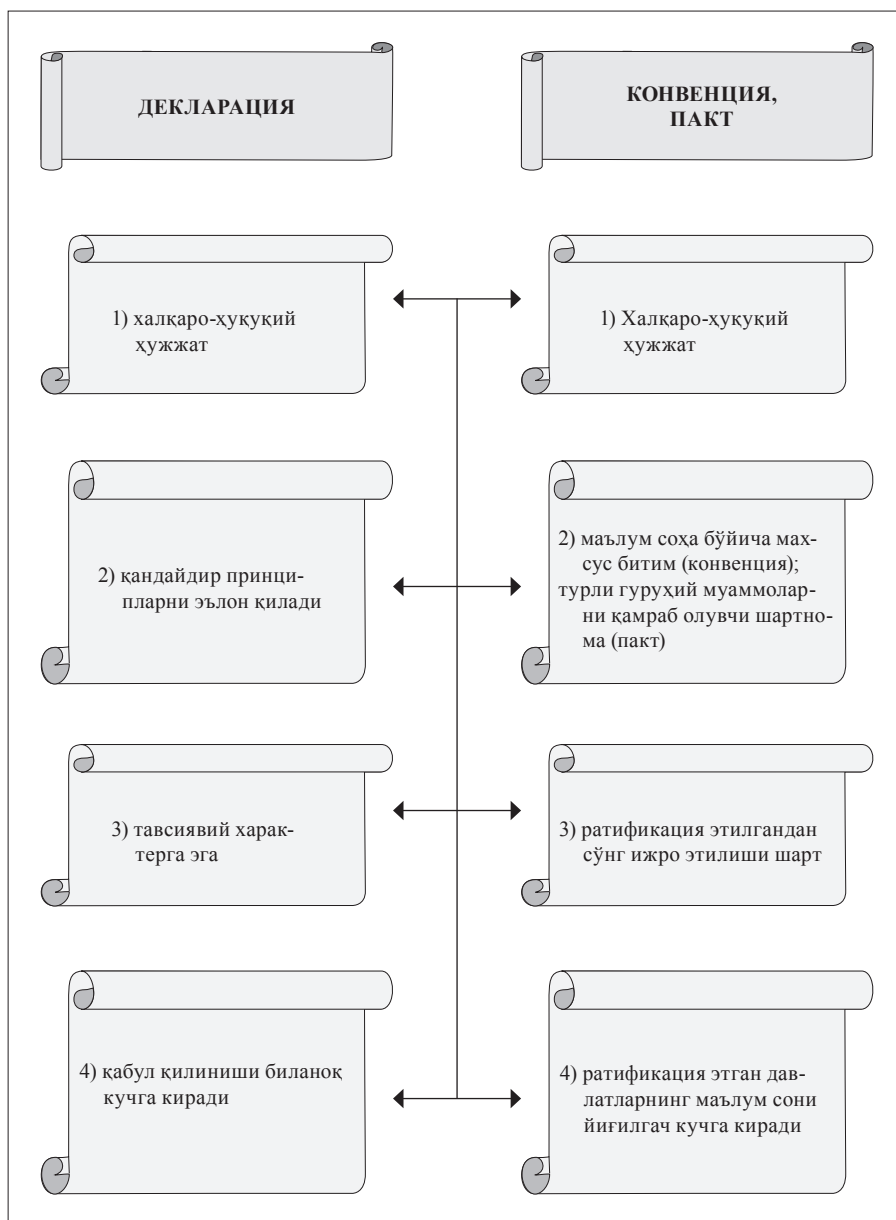 ДЕКЛАРАЦИЯ
КОНВЕНЦИЯ,
ПАКТ
1) халқаро-ҳуқуқий
ҳужжат
1) Халқаро-ҳуқуқий
ҳужжат
2) қандайдир принци-
пларни эълон қилади
2) маълум соҳа бўйича мах-
сус битим (конвенция);
турли гуруҳий муаммолар-
ни қамраб олувчи шартно-
ма (пакт)
3) тавсиявий харак-
терга эга
3) ратификация этилгандан
сўнг ижро этилиши шарт
4) қабул қилиниши биланоқ
кучга киради
4) ратификация этган дав-
латларнинг маълум сони
йиғилгач кучга киради